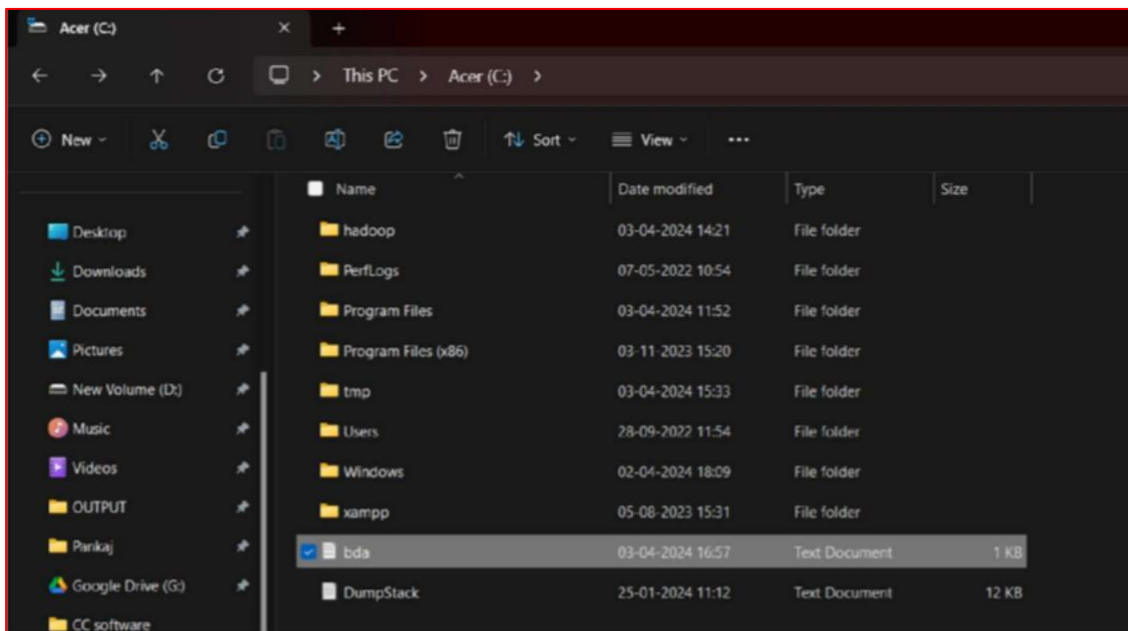 Acer (C:)
This PC > Acer (C:) >
New Sort View ...
Name Date modified Type Size
Desktop
Downloads
Documents
Pictures
New Volume (D:)
Music
Videos
OUTPUT
Pankaj
Google Drive (G:)
CC software
hadoop 03-04-2024 14:21 File folder
PerfLogs 07-05-2022 10:54 File folder
Program Files 03-04-2024 11:52 File folder
Program Files (x86) 03-11-2023 15:20 File folder
tmp 03-04-2024 15:33 File folder
Users 28-09-2022 11:54 File folder
Windows 02-04-2024 18:09 File folder
xampp 05-08-2023 15:31 File folder
bda 03-04-2024 16:57 Text Document 1 KB
DumpStack 25-01-2024 11:12 Text Document 12 KB